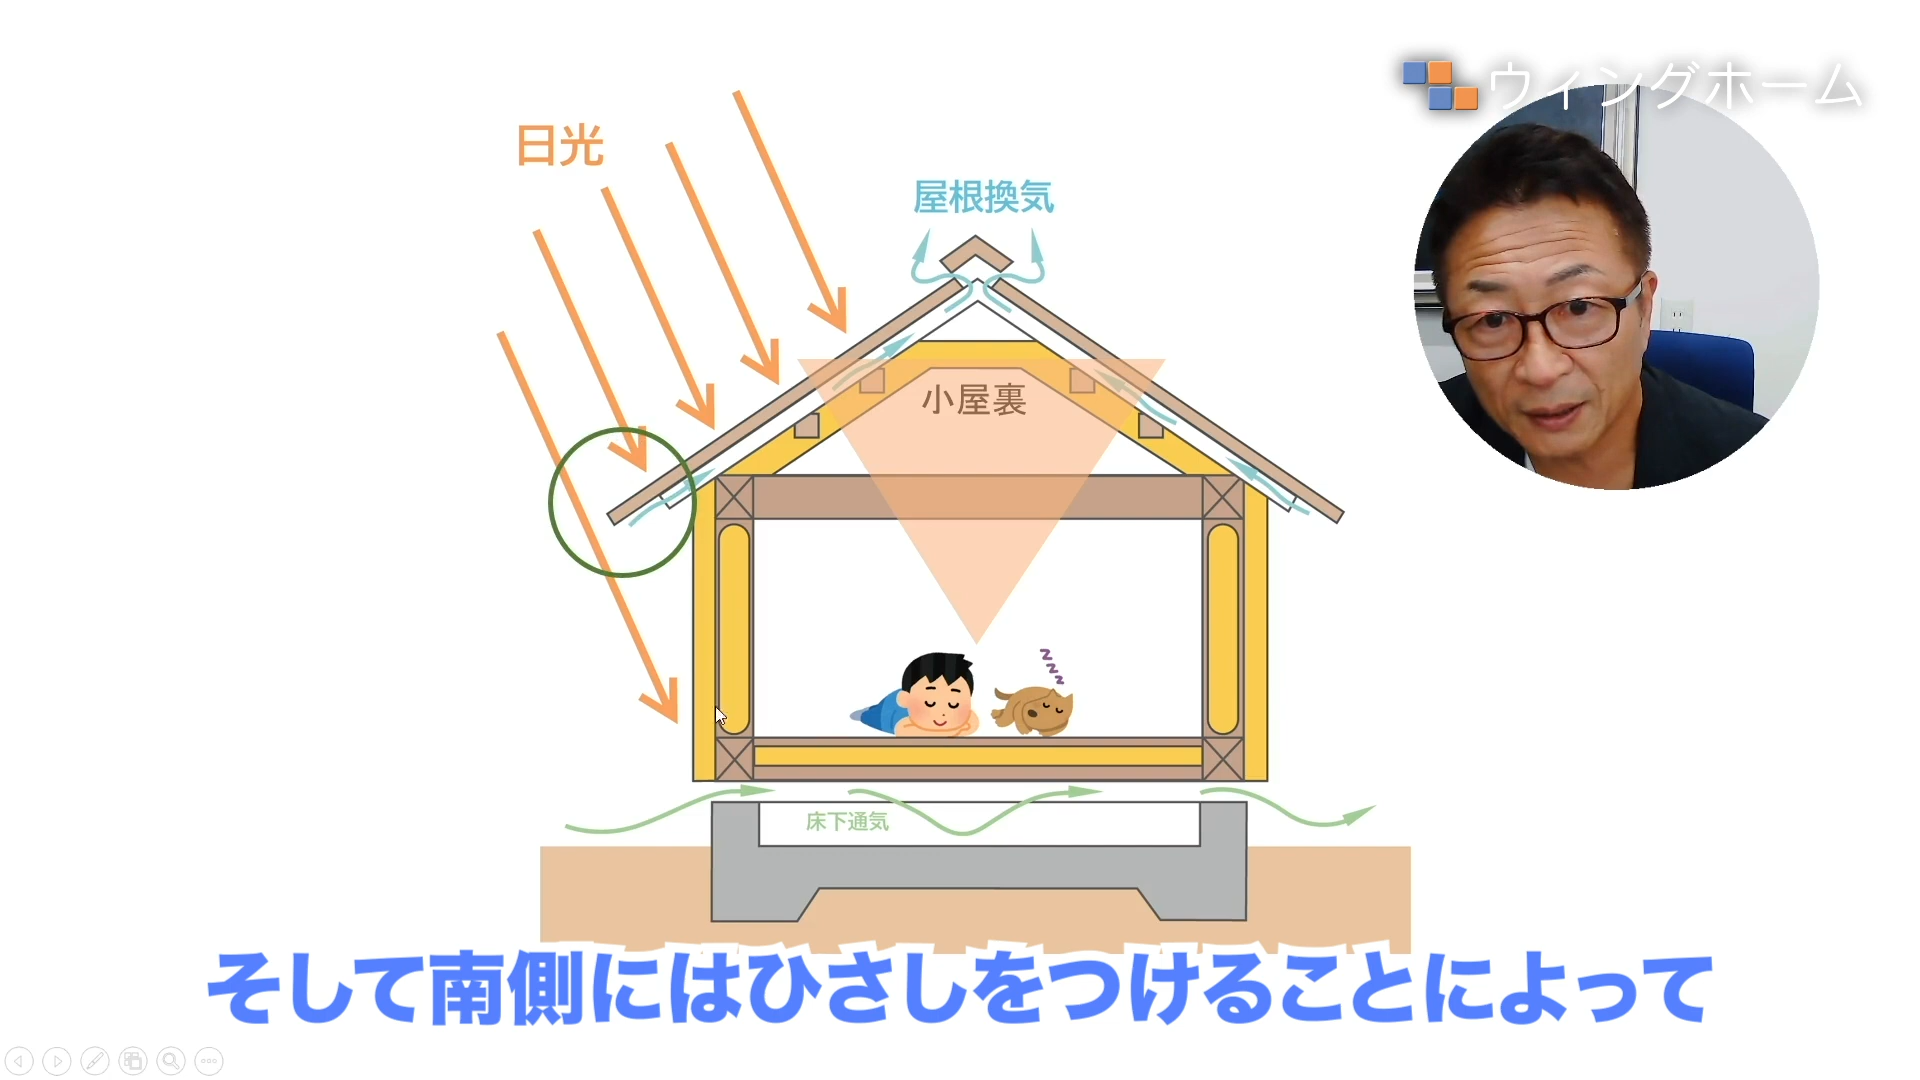 ウィングホーム
日光
屋根換気
小屋裏
z
z
z
床下通気
そして南側にはひさしをつけることによって